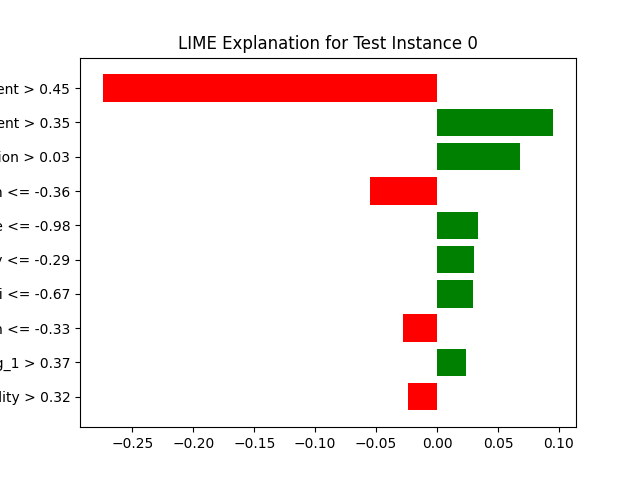 LIME Explanation for Test Instance 0
ent > 0.45
ent > 0.35
ion > 0.03
<= -0.36
e <= -0.98
<= -0.29
i <= -0.67
<= -0.33
g_1 > 0.37
lity > 0.32
−0.25 −0.20 −0.15 −0.10 −0.05 0.00 0.05 0.10